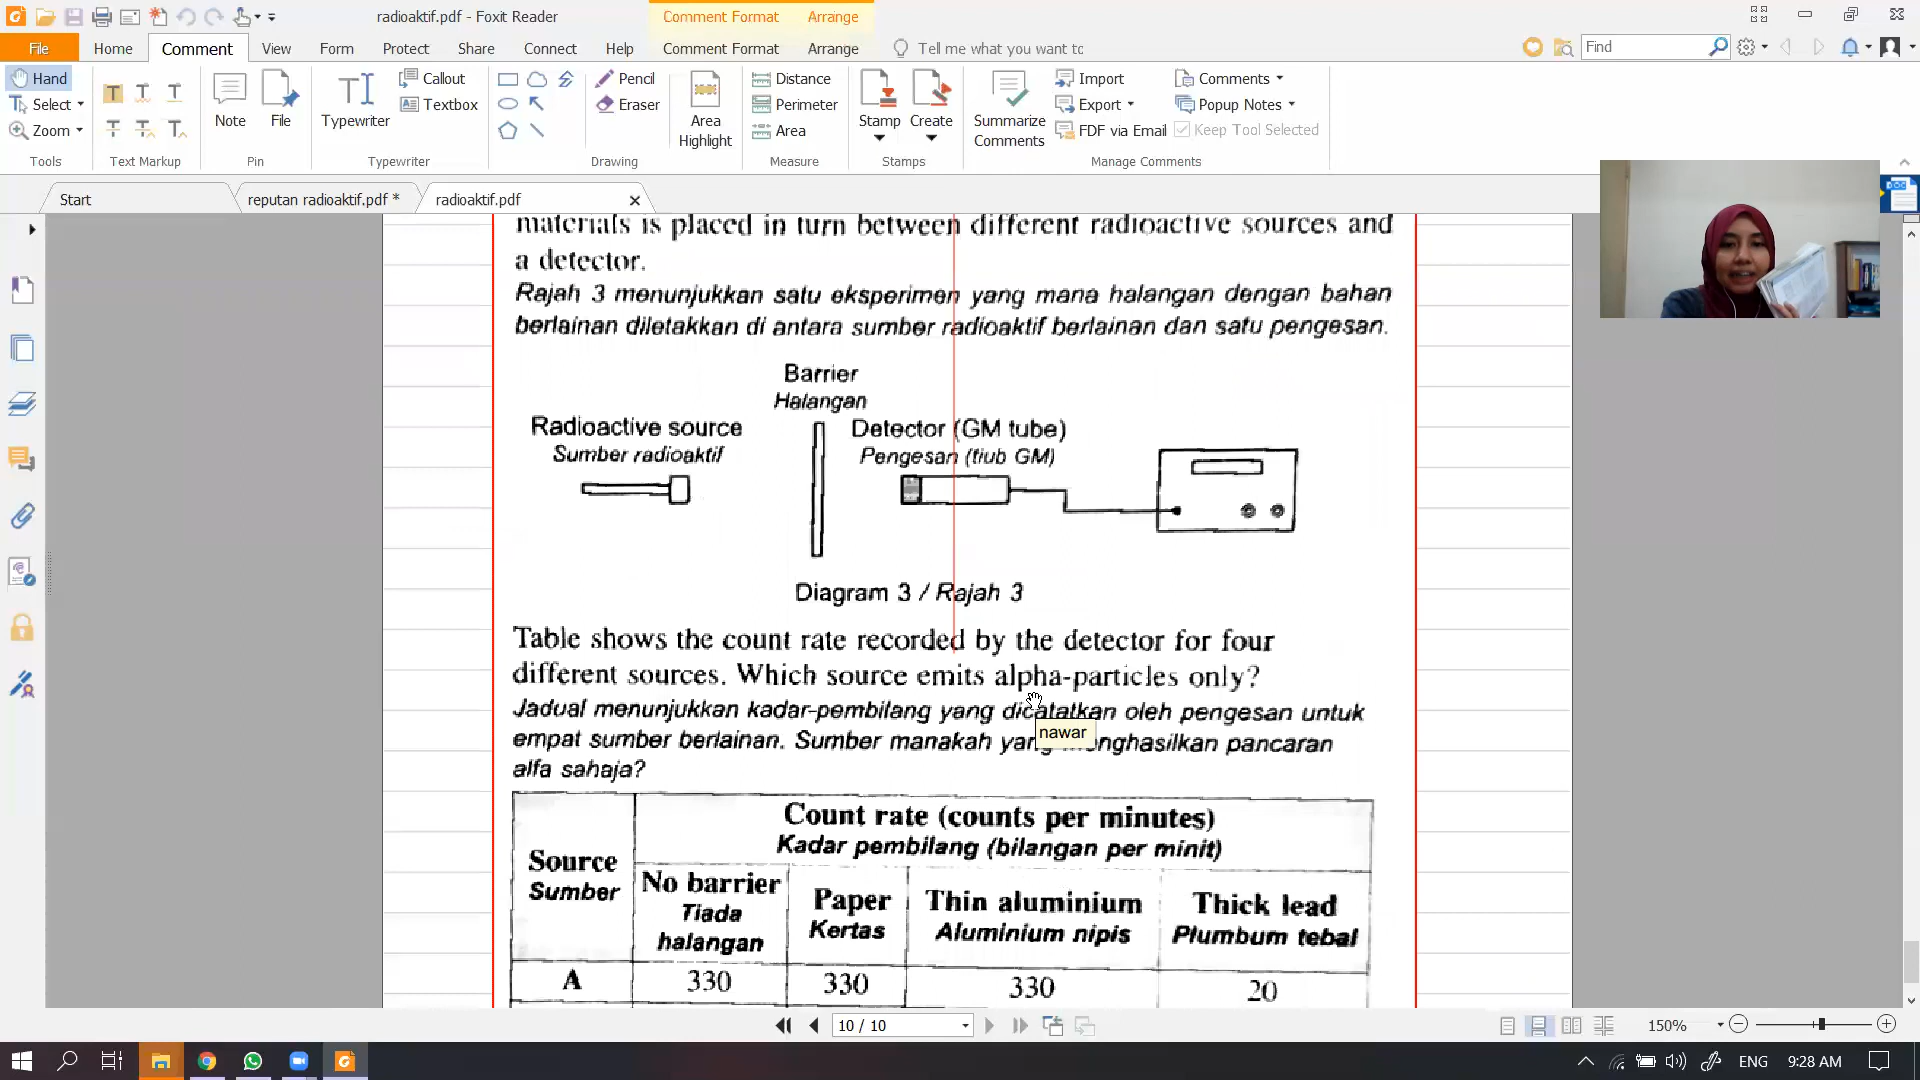 radioaktif.pdf - Foxit Reader
Comment Format Arrange
File Home Comment View Form Protect Share Connect Help Comment Format Arrange Tell me what you want to Find
Hand
Select
Zoom
Tools
Text Markup
Note
File
Pin
Typewriter
Callout
Textbox
Typewriter
Pencil
Eraser
Area
Highlight
Drawing
Distance
Perimeter
Area
Measure
Stamp
Create
Stamps
Summarize
Comments
Import
Export
FDF via Email
Comments
Popup Notes
Keep Tool Selected
Manage Comments
Start
reputan radioaktif.pdf *
radioaktif.pdf
materials is placed in turn between different radioactive sources and
a detector.
Rajah 3 menunjukkan satu eksperimen yang mana halangan dengan bahan
berlainan diletakkan di antara sumber radioaktif berlainan dan satu pengesan.
Barrier
Halangan
Radioactive source
Sumber radioaktif
Detector (GM tube)
Pengesan (tiub GM)
Diagram 3 / Rajah 3
Table shows the count rate recorded by the detector for four
different sources. Which source emits alpha-particles only?
Jadual menunjukkan kadar-pembilang yang dicatatkan oleh pengesan untuk
empat sumber berlainan. Sumber manakah yang menghasilkan pancaran
alfa sahaja?
nawar
Source
Sumber
Count rate (counts per minutes)
Kadar pembilang (bilangan per minit)
No barrier
Tiada
halangan
Paper
Kertas
Thin aluminium
Aluminium nipis
Thick lead
Plumbum tebal
A 330 330 330 20
10 / 10
150%
ENG
9:28 AM